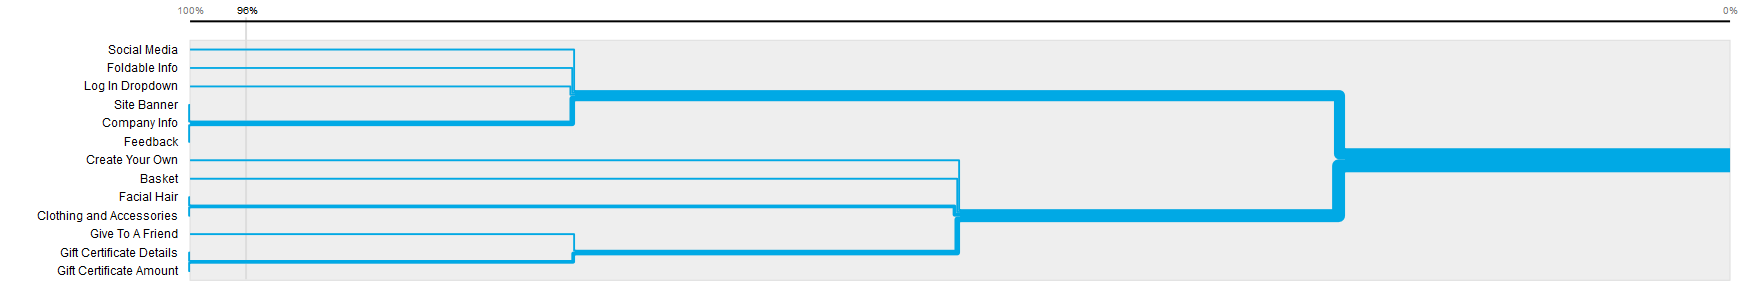 100% 96% 0%
Social Media
Foldable Info
Log In Dropdown
Site Banner
Company Info
Feedback
Create Your Own
Basket
Facial Hair
Clothing and Accessories
Give To A Friend
Gift Certificate Details
Gift Certificate Amount